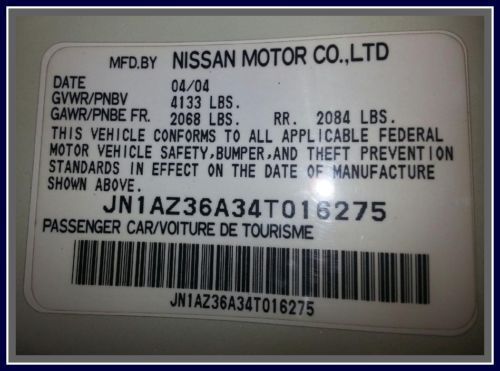 MFD.BY NISSAN MOTOR CO.,LTD
DATE 04/04
GVWR/PNBV 4133 LBS.
GAWR/PNBE FR. 2068 LBS. RR. 2084 LBS.
THIS VEHICLE CONFORMS TO ALL APPLICABLE FEDERAL
MOTOR VEHICLE SAFETY,BUMPER,AND THEFT PREVENTION
STANDARDS IN EFFECT ON THE DATE OF MANUFACTURE
SHOWN ABOVE.
JN1AZ36A34T016275
PASSENGER CAR/VOITURE DE TOURISME
JN1AZ36A34T016275